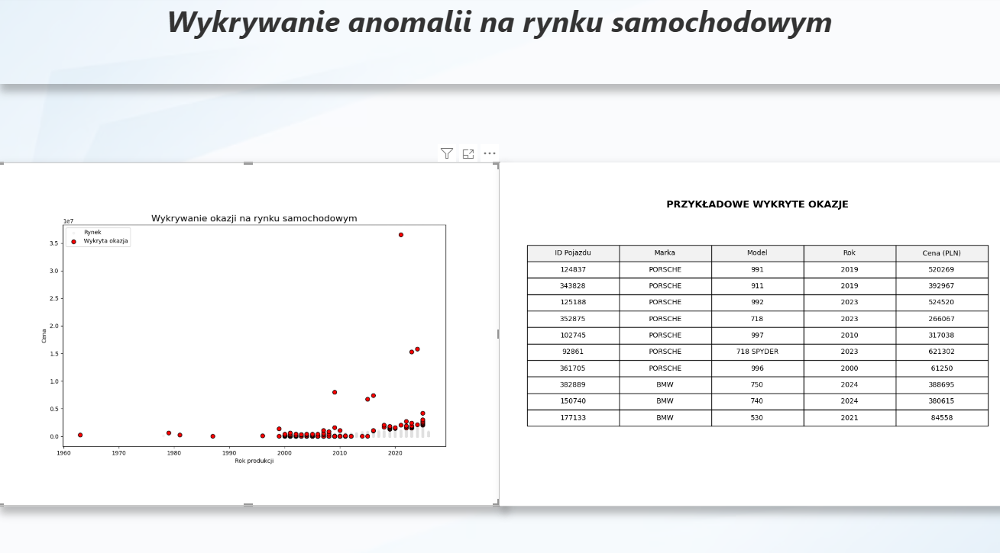 Wykrywanie anomalii na rynku samochodowym
Wykrywanie okazji na rynku samochodowym
1e7
Rynek
Wykryta okazja
3.5
3.0
2.5
2.0
1.5
1.0
0.5
0.0
Cena
1960 1970 1980 1990 2000 2010 2020
Rok produkcji
PRZYKŁADOWE WYKRYTE OKAZJE
ID Pojazdu Marka Model Rok Cena (PLN)
124837 PORSCHE 991 2019 520269
343828 PORSCHE 911 2019 392967
125188 PORSCHE 992 2023 524520
352875 PORSCHE 718 2023 266067
102745 PORSCHE 997 2010 317038
92861 PORSCHE 718 SPYDER 2023 621302
361705 PORSCHE 996 2000 61250
382889 BMW 750 2024 388695
150740 BMW 740 2024 380615
177133 BMW 530 2021 84558